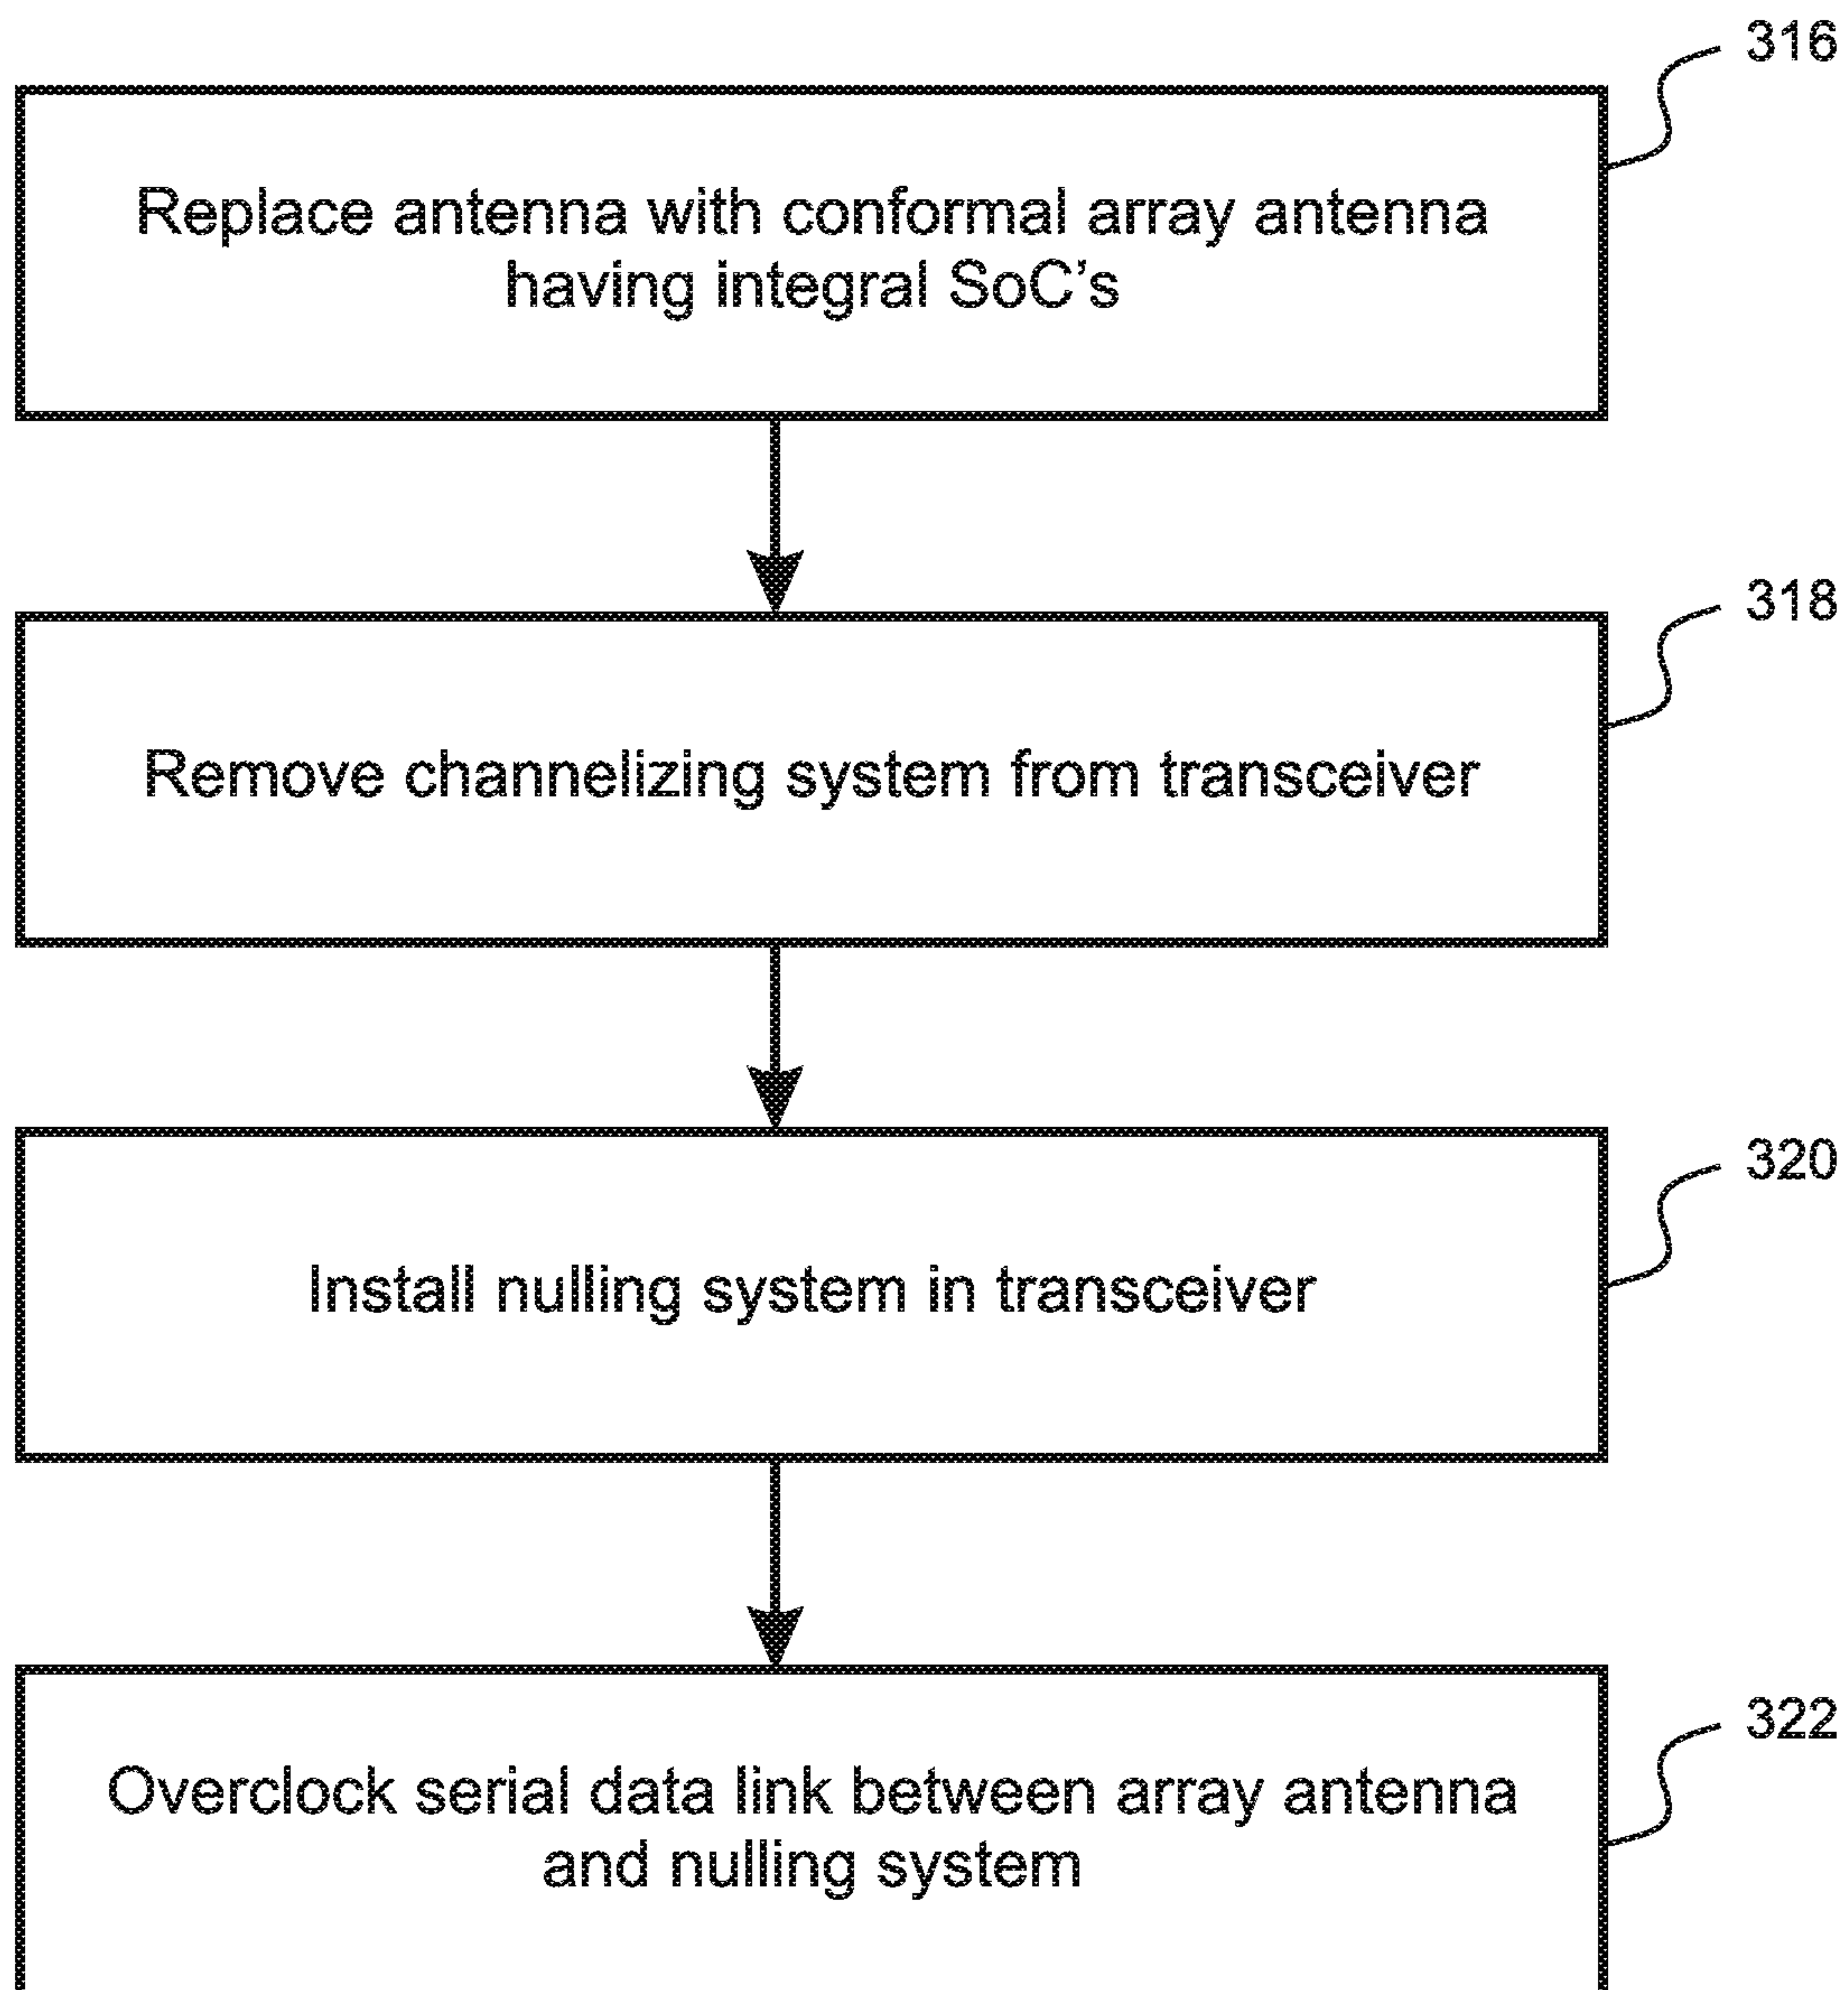 316
Replace antenna with conformal array antenna
having integral SoC’s
318
Remove channelizing system from transceiver
320
Install nulling system in transceiver
322
Overclock serial data link between array antenna
and nulling system